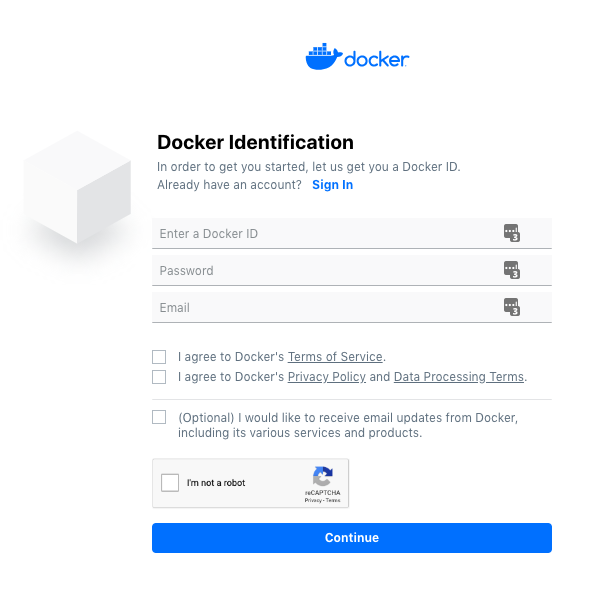 docker
Docker Identification
In order to get you started, let us get you a Docker ID.
Already have an account? Sign In
Enter a Docker ID
3
Password
3
Email
3
I agree to Docker's Terms of Service.
I agree to Docker's Privacy Policy and Data Processing Terms.
(Optional) I would like to receive email updates from Docker,
including its various services and products.
I'm not a robot
reCAPTCHA
Privacy - Terms
Continue